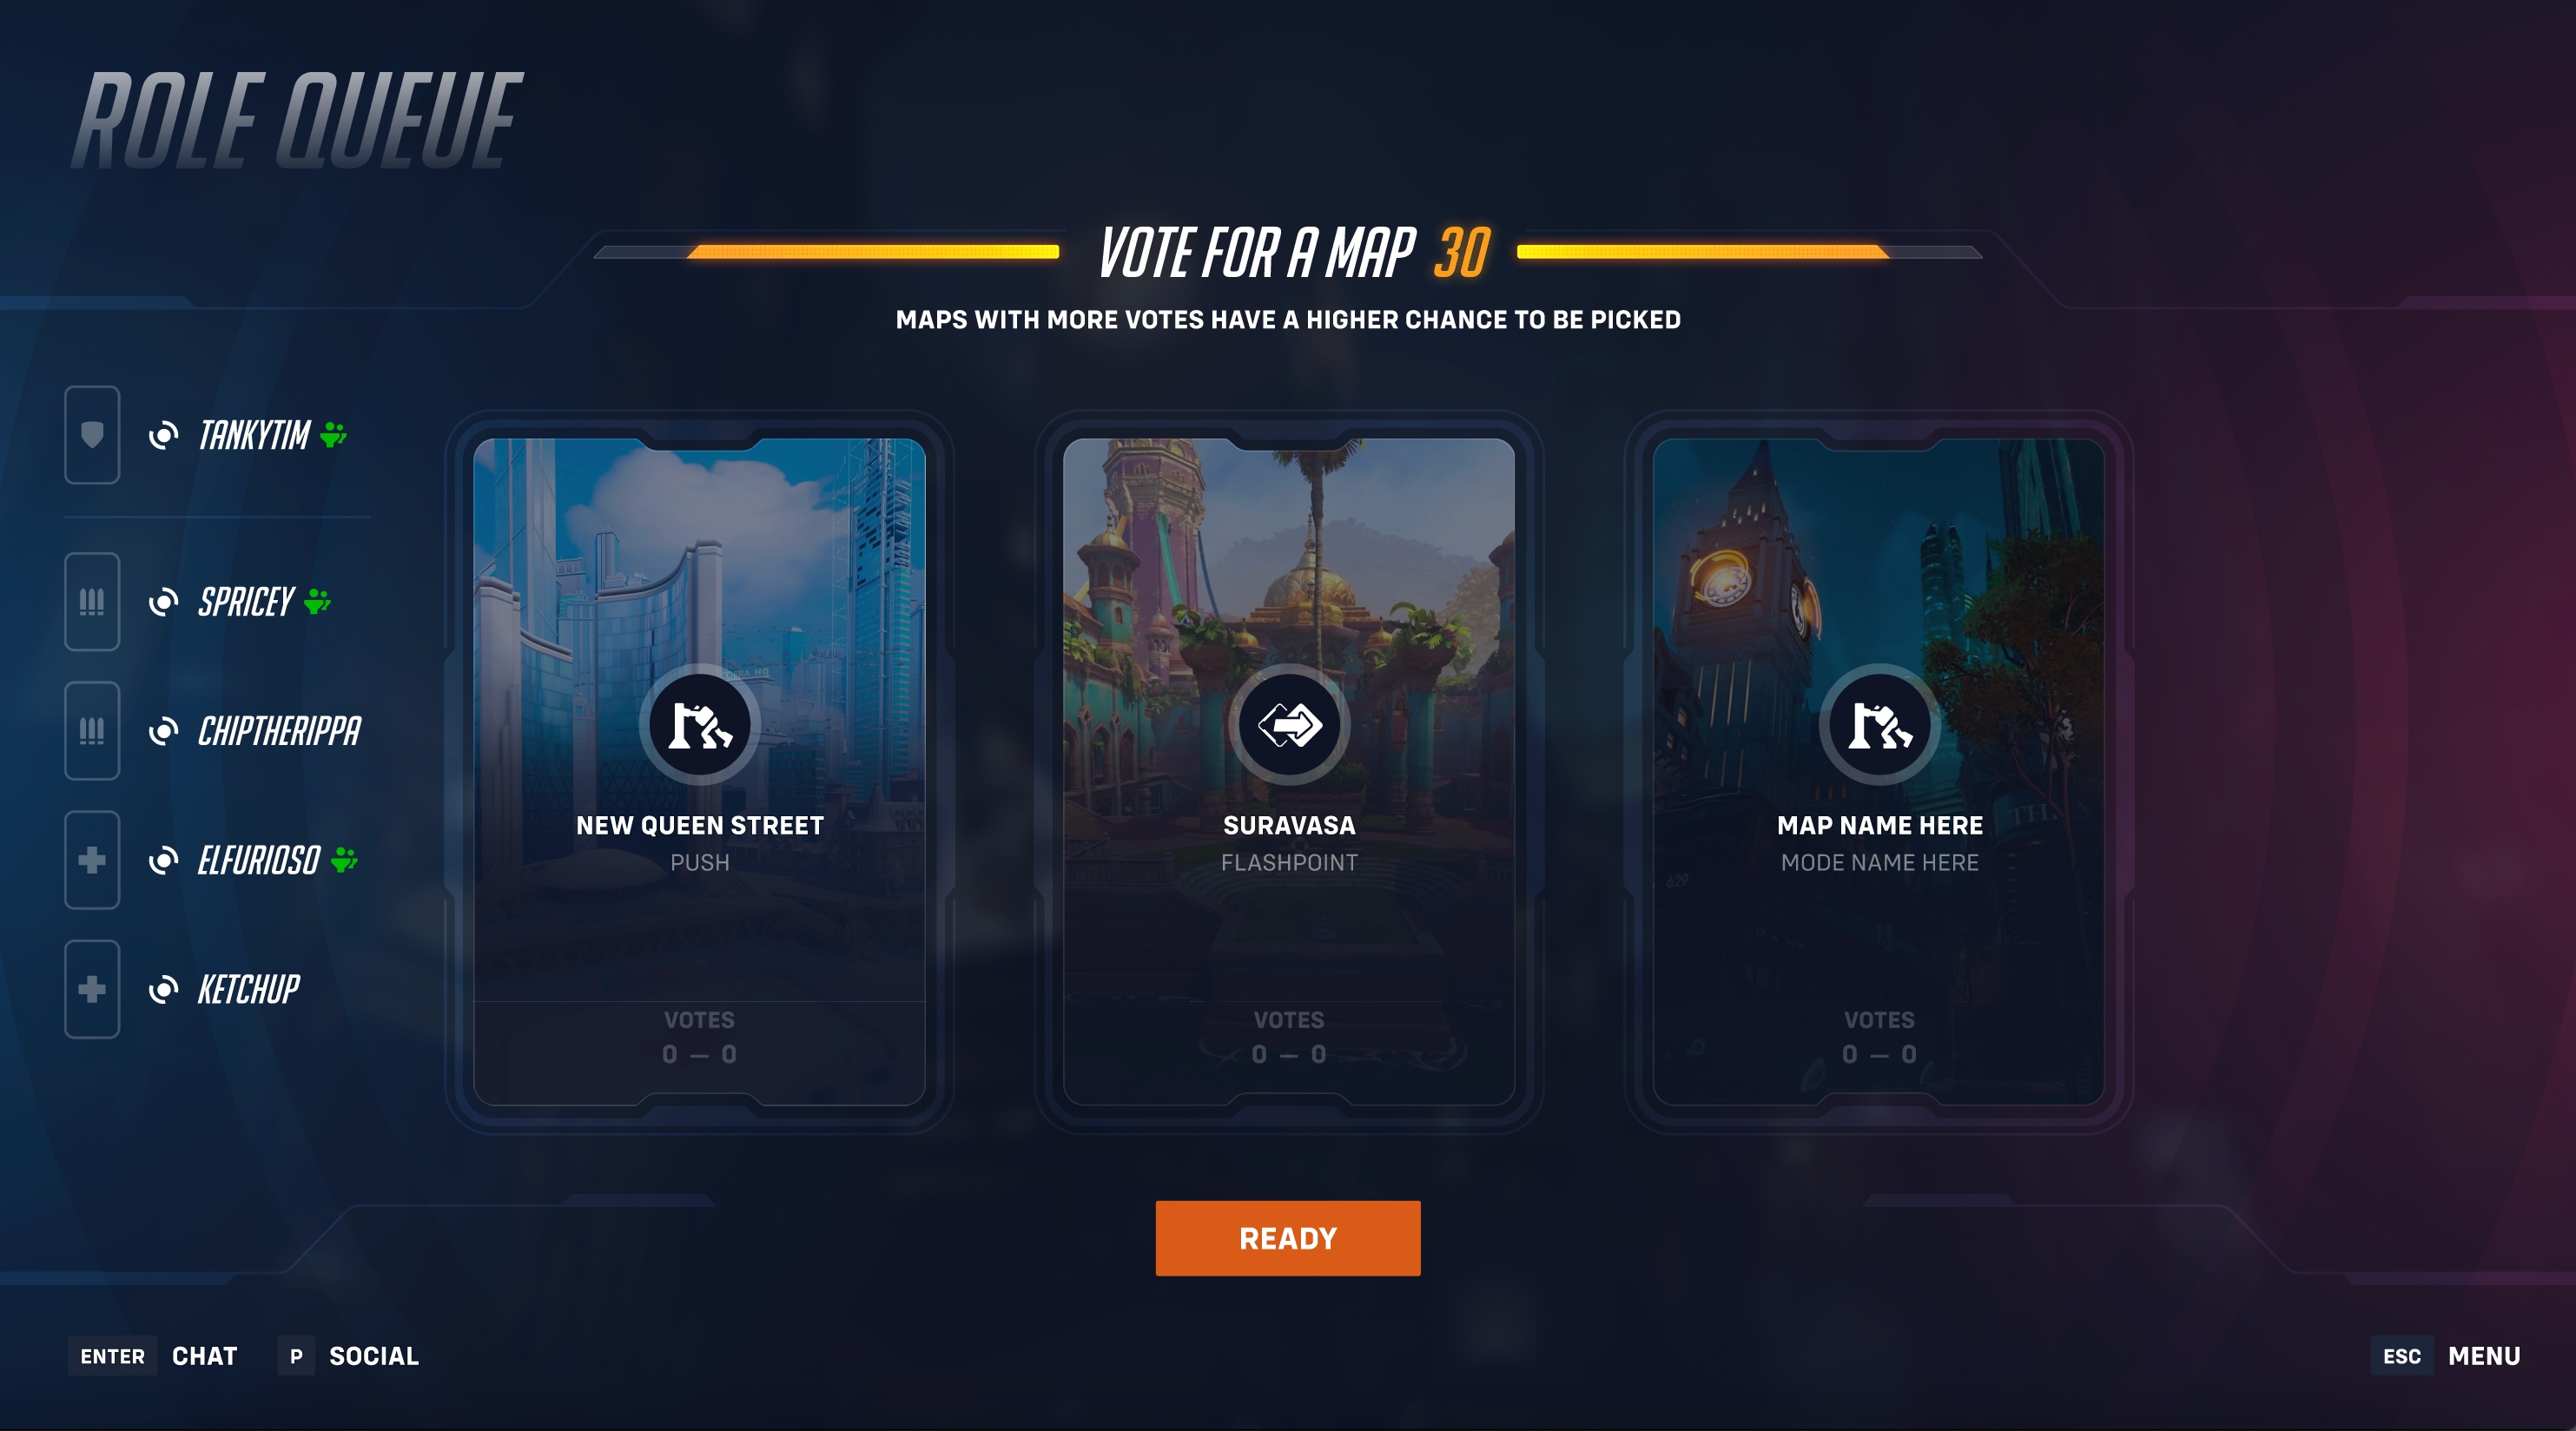 ROLE QUEUE
VOTE FOR A MAP 30
MAPS WITH MORE VOTES HAVE A HIGHER CHANCE TO BE PICKED
TANKYTIM
SPRICEY
CHIPTHERIPPA
ELFURIOSO
KETCHUP
NEW QUEEN STREET
PUSH
VOTES
0 — 0
SURAVASA
FLASHPOINT
VOTES
0 — 0
629
MAP NAME HERE
MODE NAME HERE
VOTES
0 — 0
READY
ENTER CHAT P SOCIAL
ESC MENU